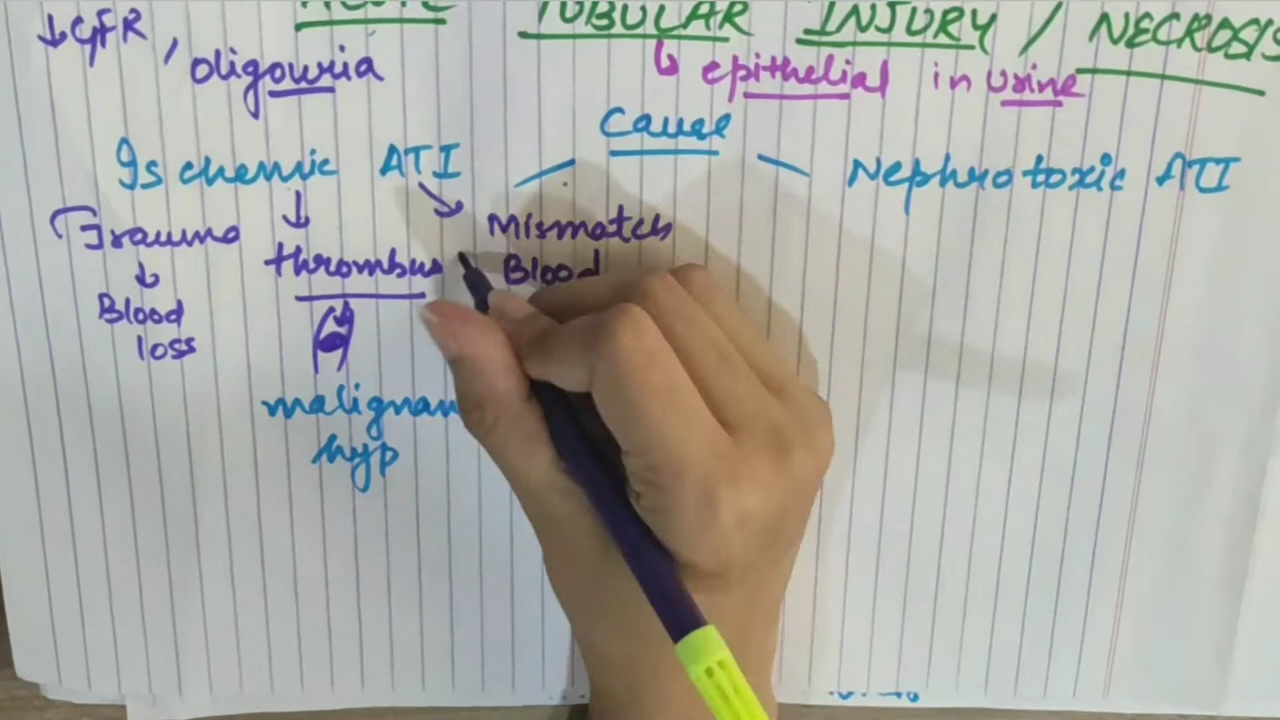 ACUTE TUBULAR INJURY / NECROSIS
↓GFR, oligouria
↳ epithelial in urine
Cause
Ischemic ATI
Nephrotoxic ATI
Trauma
↓
Blood
loss
thrombus
malignan
hyp
Mismatch
Blood